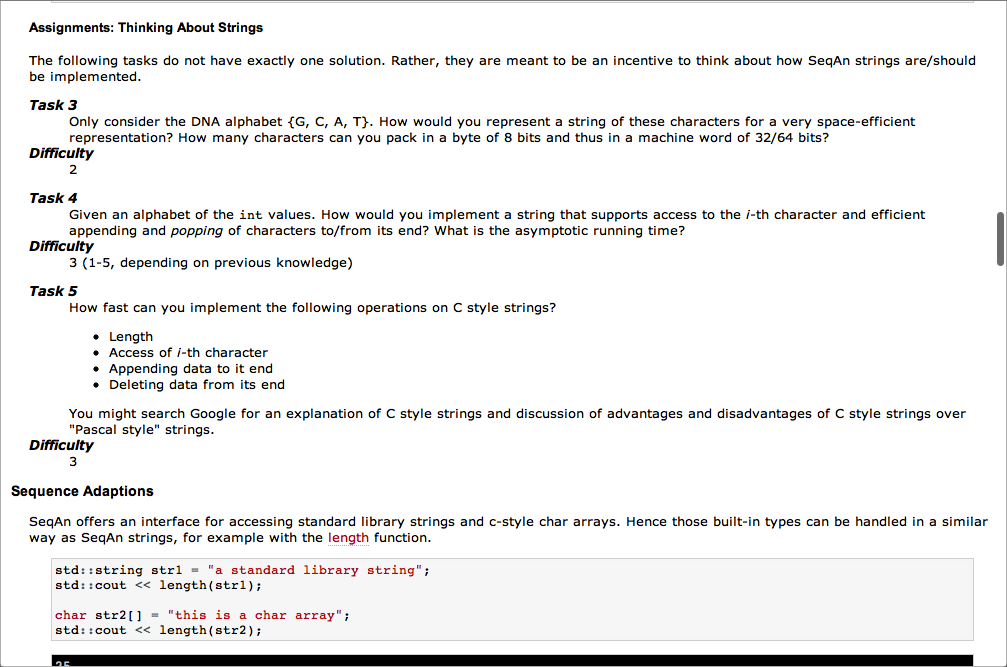 Assignments: Thinking About Strings
The following tasks do not have exactly one solution. Rather, they are meant to be an incentive to think about how SeqAn strings are/should
be implemented.
Task 3
Only consider the DNA alphabet {G, C, A, T}. How would you represent a string of these characters for a very space-efficient
representation? How many characters can you pack in a byte of 8 bits and thus in a machine word of 32/64 bits?
Difficulty
2
Task 4
Given an alphabet of the int values. How would you implement a string that supports access to the i-th character and efficient
appending and popping of characters to/from its end? What is the asymptotic running time?
Difficulty
3 (1-5, depending on previous knowledge)
Task 5
How fast can you implement the following operations on C style strings?
• Length
• Access of i-th character
• Appending data to it end
• Deleting data from its end
You might search Google for an explanation of C style strings and discussion of advantages and disadvantages of C style strings over
"Pascal style" strings.
Difficulty
3
Sequence Adaptions
SeqAn offers an interface for accessing standard library strings and c-style char arrays. Hence those built-in types can be handled in a similar
way as SeqAn strings, for example with the length function.
std::string str1 = "a standard library string";
std::cout << length(str1);
char str2[] = "this is a char array";
std::cout << length(str2);